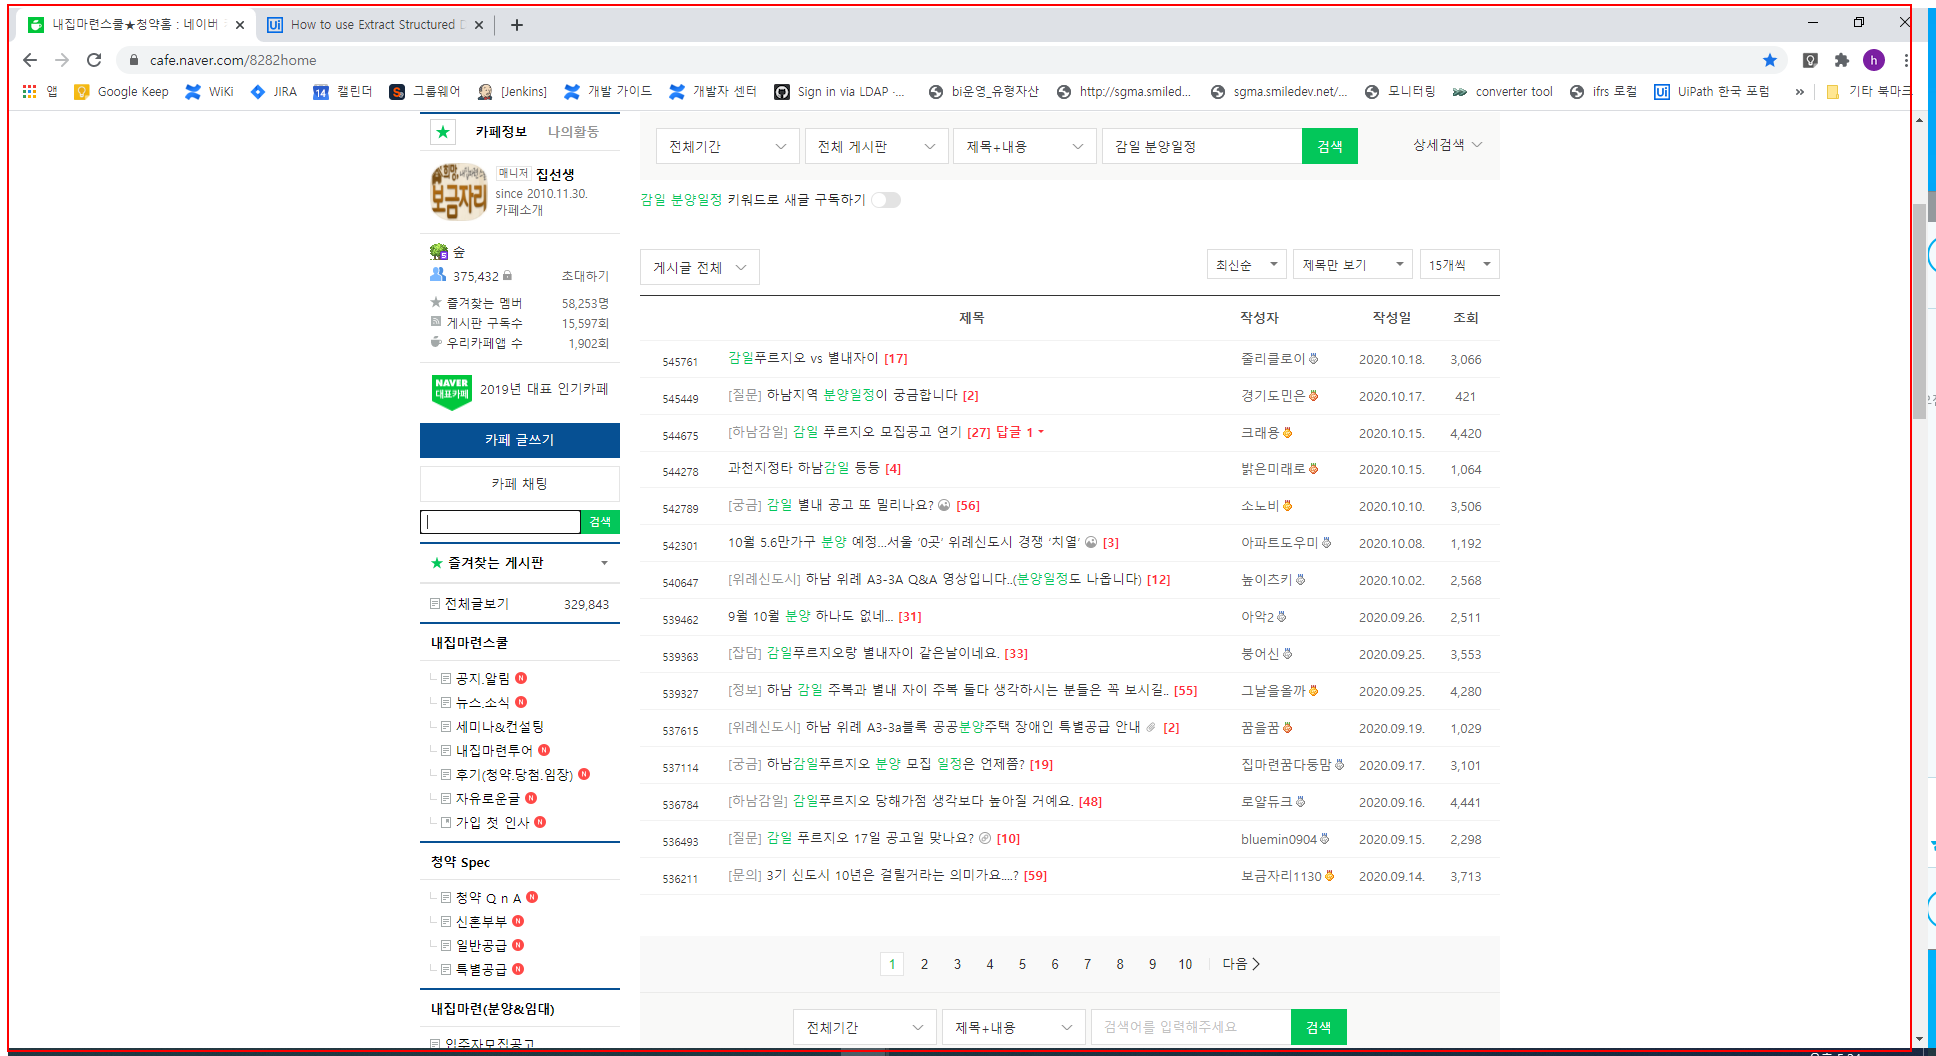 내집마련스쿨★청약홈 : 네이버
How to use Extract Structured D
cafe.naver.com/8282home
앱 Google Keep WiKi JIRA 캘린더 그룹웨어 [Jenkins] 개발 가이드 개발자 센터 Sign in via LDAP -... bi운영_유형자산 http://sgma.smiled... sgma.smiledev.net/... 모니터링 converter tool ifrs 로컬 UiPath 한국 포럼 » 기타 북마크
카페정보 나의활동
매니저 집선생
since 2010.11.30.
카페소개
희망, 내집마련의
보금자리
숲
375,432 초대하기
즐겨찾는 멤버 58,253명
게시판 구독수 15,597회
우리카페앱 수 1,902회
NAVER
대표카페
2019년 대표 인기카페
카페 글쓰기
카페 채팅
검색
즐겨찾는 게시판
전체글보기 329,843
내집마련스쿨
공지.알림 N
뉴스.소식 N
세미나&컨설팅
내집마련투어 N
후기(청약.당첨.임장) N
자유로운글 N
가입 첫 인사 N
청약 Spec
청약 Q n A N
신혼부부 N
일반공급 N
특별공급 N
내집마련(분양&임대)
입주자모집공고
전체기간 전체 게시판 제목+내용 감일 분양일정 검색 상세검색
감일 분양일정 키워드로 새글 구독하기
게시글 전체 최신순 제목만 보기 15개씩
제목 작성자 작성일 조회
545761 감일푸르지오 vs 별내자이 [17] 줄리클로이 2020.10.18. 3,066
545449 [질문] 하남지역 분양일정이 궁금합니다 [2] 경기도민은 2020.10.17. 421
544675 [하남감일] 감일 푸르지오 모집공고 연기 [27] 답글 1 크래용 2020.10.15. 4,420
544278 과천지정타 하남감일 등등 [4] 밝은미래로 2020.10.15. 1,064
542789 [궁금] 감일 별내 공고 또 밀리나요? [56] 소노비 2020.10.10. 3,506
542301 10월 5.6만가구 분양 예정...서울 ‘0곳’ 위례신도시 경쟁 ‘치열’ [3] 아파트도우미 2020.10.08. 1,192
540647 [위례신도시] 하남 위례 A3-3A Q&A 영상입니다..(분양일정도 나옵니다) [12] 높이츠키 2020.10.02. 2,568
539462 9월 10월 분양 하나도 없네... [31] 아악2 2020.09.26. 2,511
539363 [잡담] 감일푸르지오랑 별내자이 같은날이네요. [33] 붕어신 2020.09.25. 3,553
539327 [정보] 하남 감일 주복과 별내 자이 주복 둘다 생각하시는 분들은 꼭 보시길.. [55] 그날을올까 2020.09.25. 4,280
537615 [위례신도시] 하남 위례 A3-3a블록 공공분양주택 장애인 특별공급 안내 [2] 꿈을꿈 2020.09.19. 1,029
537114 [궁금] 하남감일푸르지오 분양 모집 일정은 언제쯤? [19] 집마련꿈다둥맘 2020.09.17. 3,101
536784 [하남감일] 감일푸르지오 당해가점 생각보다 높아질 거예요. [48] 로얄듀크 2020.09.16. 4,441
536493 [질문] 감일 푸르지오 17일 공고일 맞나요? [10] bluemin0904 2020.09.15. 2,298
536211 [문의] 3기 신도시 10년은 걸릴거라는 의미가요....? [59] 보금자리1130 2020.09.14. 3,713
1 2 3 4 5 6 7 8 9 10 다음
전체기간 제목+내용 검색어를 입력해주세요 검색